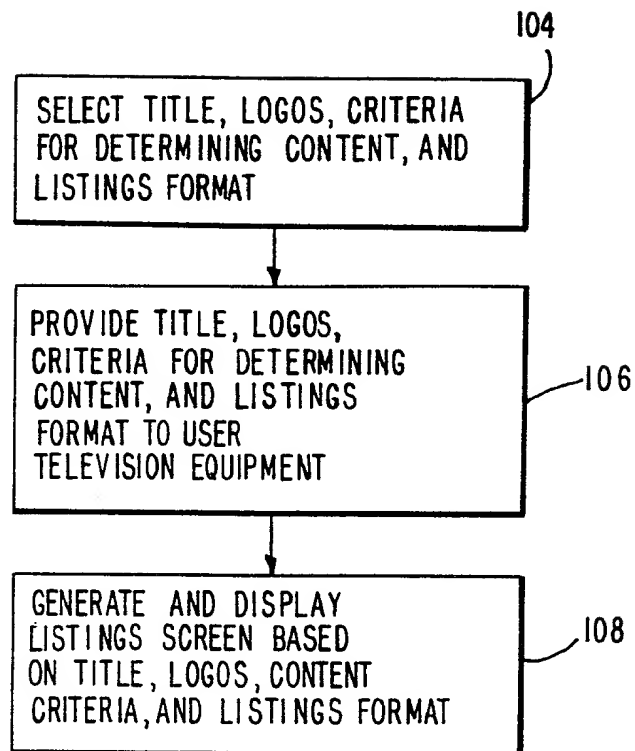 104
SELECT TITLE, LOGOS, CRITERIA
FOR DETERMINING CONTENT, AND
LISTINGS FORMAT
PROVIDE TITLE, LOGOS,
CRITERIA FOR DETERMINING
CONTENT, AND LISTINGS
FORMAT TO USER
TELEVISION EQUIPMENT
106
GENERATE AND DISPLAY
LISTINGS SCREEN BASED
ON TITLE, LOGOS, CONTENT
CRITERIA, AND LISTINGS FORMAT
108